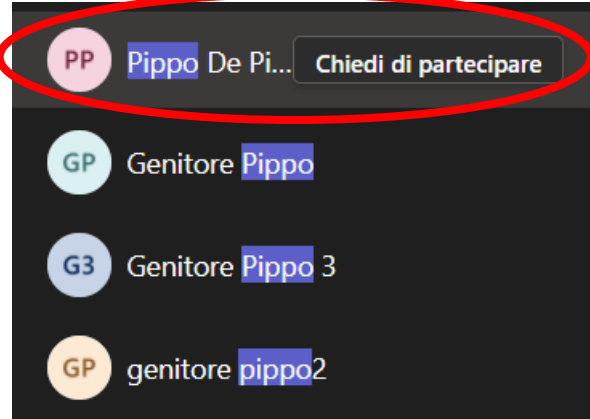 PP Pippo De Pi... Chiedi di partecipare
GP Genitore Pippo
G3 Genitore Pippo 3
GP genitore pippo2